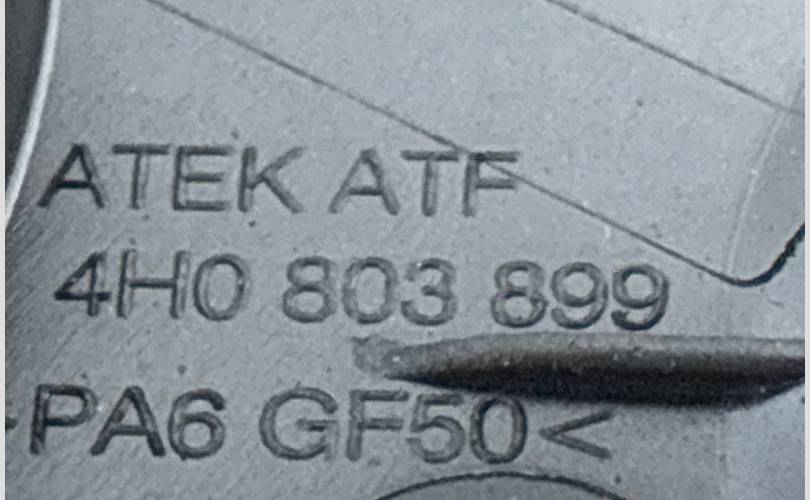 ATEK ATF
4H0 803 899
PA6 GF50<